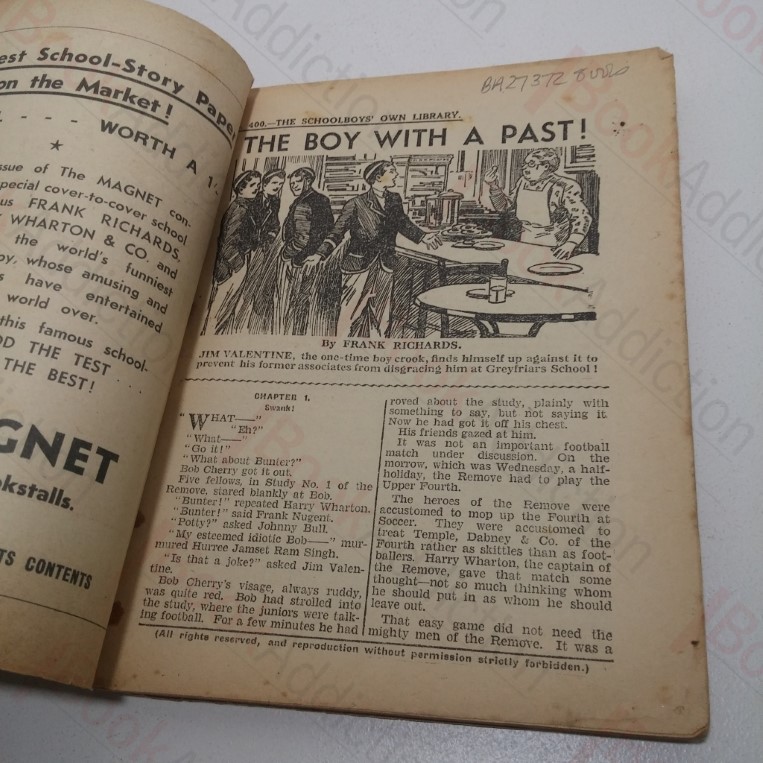 est School-Story Pape
on the Market!
- - - WORTH A 1
ssue of The MAGNET con-
special cover-to-cover school
us FRANK RICHARDS,
WHARTON & CO. and
the world's funniest
oy, whose amusing and
s have entertained
world over.
this famous school-
OD THE TEST . . .
THE BEST!
GNET
okstalls.
TS CONTENTS
BA27372
400.—THE SCHOOLBOYS' OWN LIBRARY.
THE BOY WITH A PAST!
By FRANK RICHARDS.
JIM VALENTINE, the one-time boy crook, finds himself up against it to
prevent his former associates from disgracing him at Greyfriars School!
CHAPTER 1.
Swank!
"WHAT——"
"Eh?"
"What——"
"Go it!"
"What about Bunter?"
Bob Cherry got it out.
Five fellows, in Study No. 1 of the
Remove, stared blankly at Bob.
"Bunter!" repeated Harry Wharton.
"Bunter!" said Frank Nugent.
"Potty?" asked Johnny Bull.
"My esteemed idiotic Bob——" mur-
mured Hurree Jamset Ram Singh.
"Is that a joke?" asked Jim Valen-
tine.
Bob Cherry's visage, always ruddy,
was quite red. Bob had strolled into
the study, where the juniors were talk-
ing football. For a few minutes he had
roved about the study, plainly with
something to say, but not saying it.
Now he had got it off his chest.
His friends gazed at him.
It was not an important football
match under discussion. On the
morrow, which was Wednesday, a half-
holiday, the Remove had to play the
Upper Fourth.
The heroes of the Remove were
accustomed to mop up the Fourth at
Soccer. They were accustomed to
treat Temple, Dabney & Co. of the
Fourth rather as skittles than as foot-
ballers. Harry Wharton, the captain of
the Remove, gave that match some
thought—not so much thinking whom
he should put in as whom he should
leave out.
That easy game did not need the
mighty men of the Remove. It was a
(All rights reserved, and reproduction without permission strictly forbidden.)